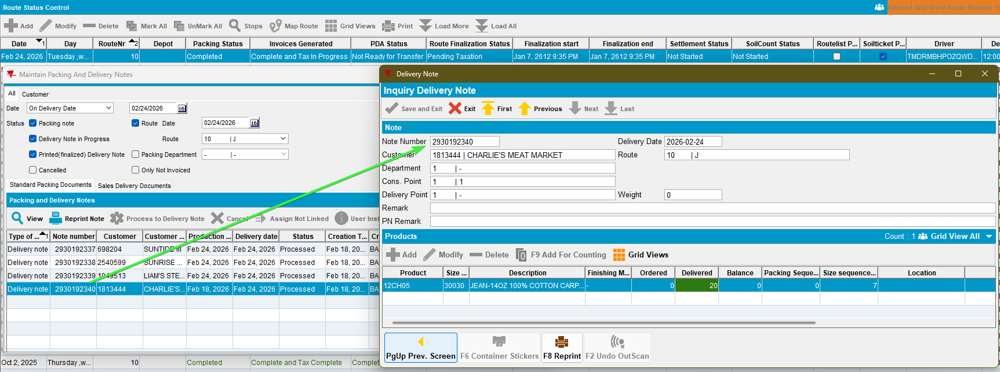 Route Status Control
Filtered Grid View Route Number 10
Add Modify Delete Mark All UnMark All Stops Map Route Grid Views Print Load More Load All
Date 1 Day RouteNr 2 Depot Packing Status Invoices Generated PDA Status Route Finalization Status Finalization start Finalization end Settlement Status SoilCount Status Routelist P... Soilticket P... Driver De
Feb 24, 2026 Tuesday ,w... 10 Completed Complete and Tax In Progress Not Ready for Transfer Pending Taxation Jan 7, 2612 9:35 PM Jan 7, 2612 9:35 PM Not Started Not Started TMDRMBHPOZQWD... 12:00
Maintain Packing And Delivery Notes
All Customer
Date On Delivery Date 02/24/2026 16
Status Packing note Route Date 02/24/2026 16
Delivery Note in Progress Route 10 | J
Printed(finalized) Delivery Note Packing Department - | -
Cancelled Only Not Invoiced
Standard Packing Documents Sales Delivery Documents
Packing and Delivery Notes
View Reprint Note Process to Delivery Note Cancel Assign Not Linked User Inst
Type of ... 1 Note number Customer Customer ... Production ... Delivery date Status Creation T... Cr
Delivery note 2930192337 698204 SUNTIDE III Feb 24, 2026 Feb 24, 2026 Processed Feb 18, 20... BA
Delivery note 2930192338 2540599 SUNRISE ... Feb 24, 2026 Feb 24, 2026 Processed Feb 18, 20... BA
Delivery note 2930192339 1049513 LIAM'S STE... Feb 24, 2026 Feb 24, 2026 Processed Feb 18, 20... BA
Delivery note 2930192340 1813444 CHARLIE'S... Feb 18, 2026 Feb 24, 2026 Processed Feb 18, 20... BA
Delivery Note
Inquiry Delivery Note
Save and Exit Exit First Previous Next Last
Note
Note Number 2930192340 Delivery Date 2026-02-24
Customer 1813444 | CHARLIE'S MEAT MARKET Route 10 | J
Department 1 | -
Cons. Point 1 | 1
Delivery Point 1 | - Weight 0
Remark
PN Remark
Products Count : 1 Grid View All
Add Modify Delete F9 Add For Counting Grid Views
Product Size ... Description Finishing M... Ordered Delivered Balance Packing Seque... Size sequence... Location
12CH05 30030 JEAN-14OZ 100% COTTON CARP... - 0 20 0 0 7
PgUp Prev. Screen F6 Container Stickers F8 Reprint F2 Undo OutScan
Oct 2, 2025 Thursday ,w... 10 Completed Complete and Tax Complete Complet